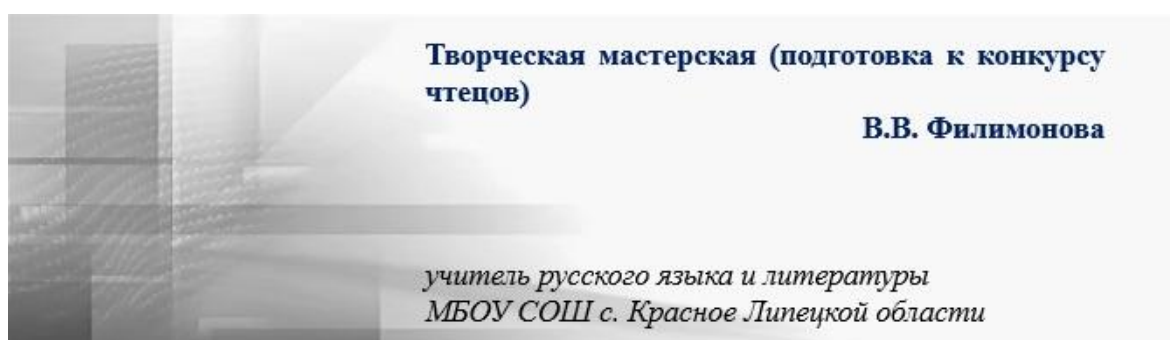 Творческая мастерская (подготовка к конкурсу
чтецов)
В.В. Филимонова
учитель русского языка и литературы
МБОУ СОШ с. Красное Липецкой области